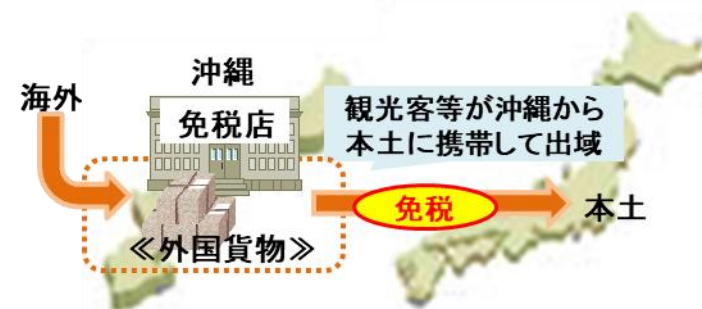 海外
沖縄
免税店
≪外国貨物≫
観光客等が沖縄から
本土に携帯して出域
免税
本土